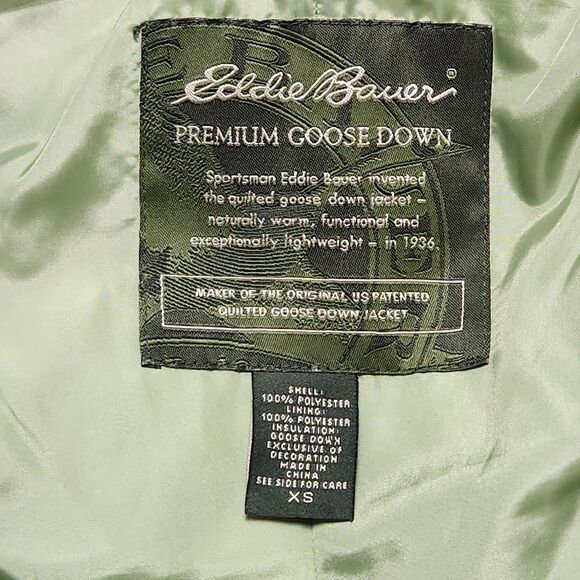 Eddie Bauer®
PREMIUM GOOSE DOWN
Sportsman Eddie Bauer invented
the quilted goose down jacket –
naturally warm, functional and
exceptionally lightweight – in 1936.
MAKER OF THE ORIGINAL US PATENTED
QUILTED GOOSE DOWN JACKET
SHELL:
100% POLYESTER
LINING:
100% POLYESTER
INSULATION:
GOOSE DOWN
EXCLUSIVE OF
DECORATION
MADE IN
CHINA
SEE SIDE FOR CARE
XS